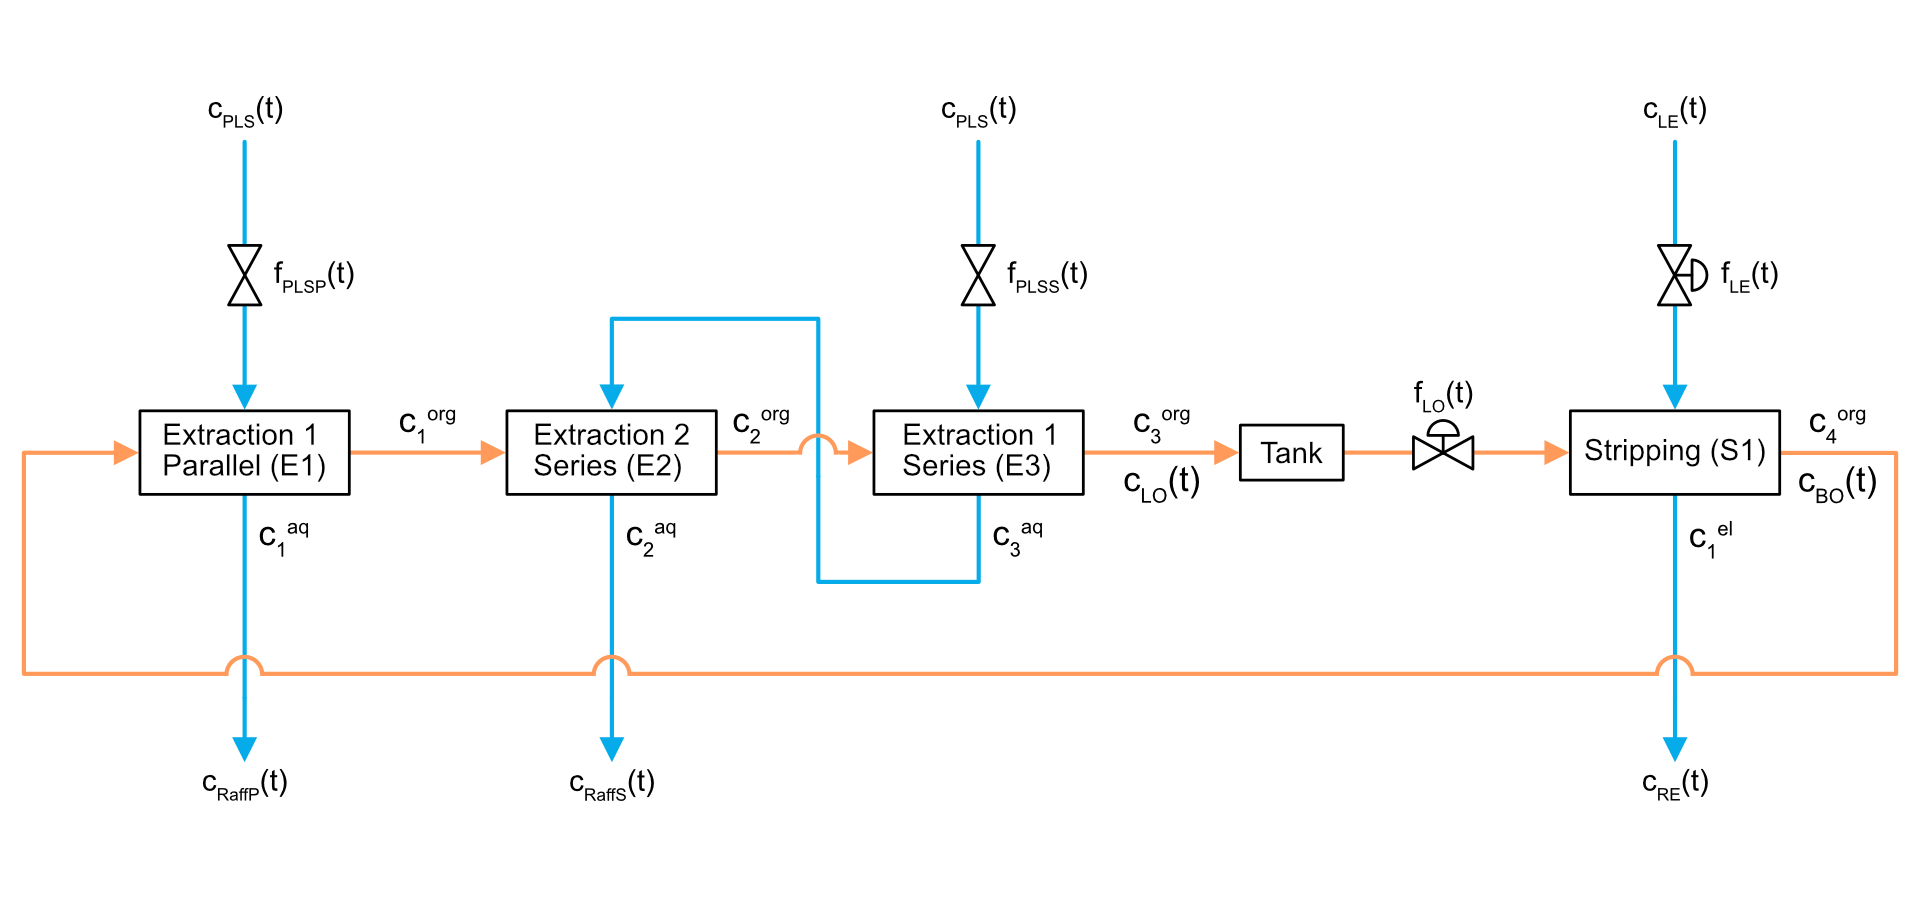 c_PLS(t)
c_PLS(t)
c_LE(t)
f_PLSP(t)
f_PLSS(t)
f_LE(t)
f_LO(t)
Extraction 1
Parallel (E1)
c_1^org
Extraction 2
Series (E2)
c_2^org
Extraction 1
Series (E3)
c_3^org
c_LO(t)
Tank
Stripping (S1)
c_4^org
c_BO(t)
c_1^aq
c_2^aq
c_3^aq
c_1^el
c_RaffP(t)
c_RaffS(t)
c_RE(t)